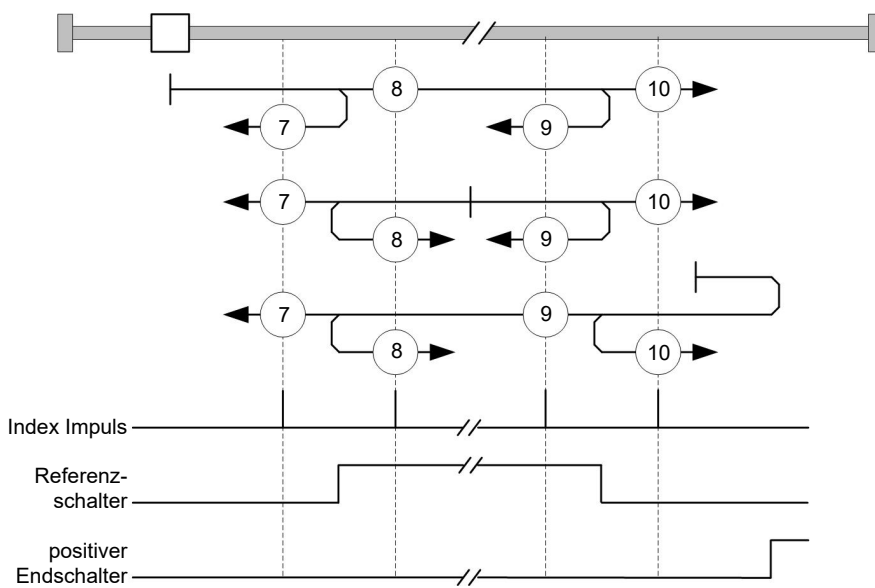 8 10
7 9
7 10
8 9
7 9
8 10
Index Impuls
Referenz-
schalter
positiver
Endschalter